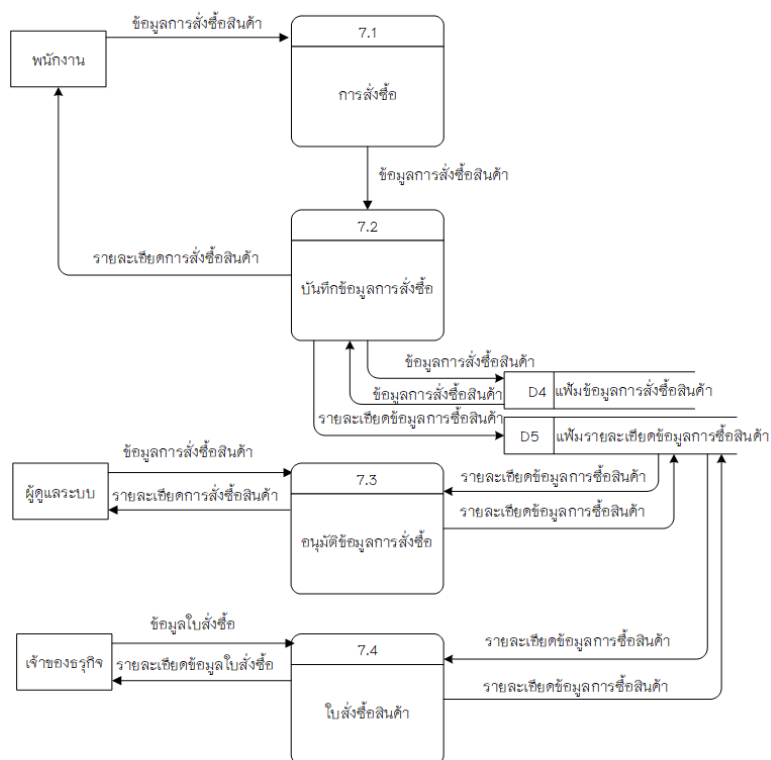 ข้อมูลการสั่งซื้อสินค้า
7.1
พนักงาน
การสั่งซื้อ
ข้อมูลการสั่งซื้อสินค้า
7.2
รายละเอียดการสั่งซื้อสินค้า
บันทึกข้อมูลการสั่งซื้อ
ข้อมูลการสั่งซื้อสินค้า
D4 แฟ้มข้อมูลการสั่งซื้อสินค้า
ข้อมูลการสั่งซื้อสินค้า
รายละเอียดข้อมูลการซื้อสินค้า
D5 แฟ้มรายละเอียดข้อมูลการซื้อสินค้า
ข้อมูลการสั่งซื้อสินค้า
7.3
รายละเอียดข้อมูลการซื้อสินค้า
ผู้ดูแลระบบ
รายละเอียดการสั่งซื้อสินค้า
รายละเอียดข้อมูลการซื้อสินค้า
อนุมัติข้อมูลการสั่งซื้อ
ข้อมูลใบสั่งซื้อ
7.4
รายละเอียดข้อมูลการซื้อสินค้า
เจ้าของธรุกิจ
รายละเอียดข้อมูลใบสั่งซื้อ
รายละเอียดข้อมูลการซื้อสินค้า
ใบสั่งซื้อสินค้า